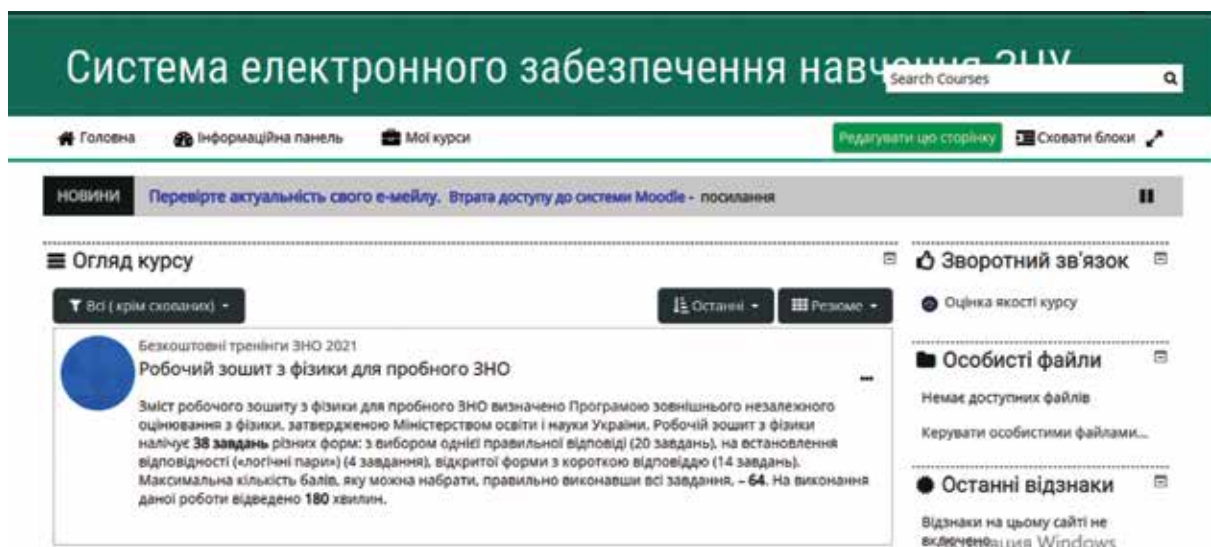 Система електронного забезпечення навчання ЗНУ
Search Courses
Головна
Інформаційна панель
Мої курси
Редагувати цю сторінку
Сховати блоки
НОВИНИ
Перевірте актуальність свого е-мейлу. Втрата доступу до системи Moodle - посилання
Огляд курсу
Всі ( крім схованих)
Останні
Резюме
Безкоштовні тренінги ЗНО 2021
Робочий зошит з фізики для пробного ЗНО
Зміст робочого зошиту з фізики для пробного ЗНО визначено Програмою зовнішнього незалежного
оцінювання з фізики, затвердженою Міністерством освіти і науки України. Робочій зошит з фізики
налічує 38 завдань різних форм: з вибором однієї правильної відповіді (20 завдань), на встановлення
відповідності («логічні пари») (4 завдання), відкритої форми з короткою відповіддю (14 завдань).
Максимальна кількість балів, яку можна набрати, правильно виконавши всі завдання, – 64. На виконання
даної роботи відведено 180 хвилин.
Зворотний зв'язок
Оцінка якості курсу
Особисті файли
Немає доступних файлів
Керувати особистими файлами...
Останні відзнаки
Відзнаки на цьому сайті не
включено
Windows